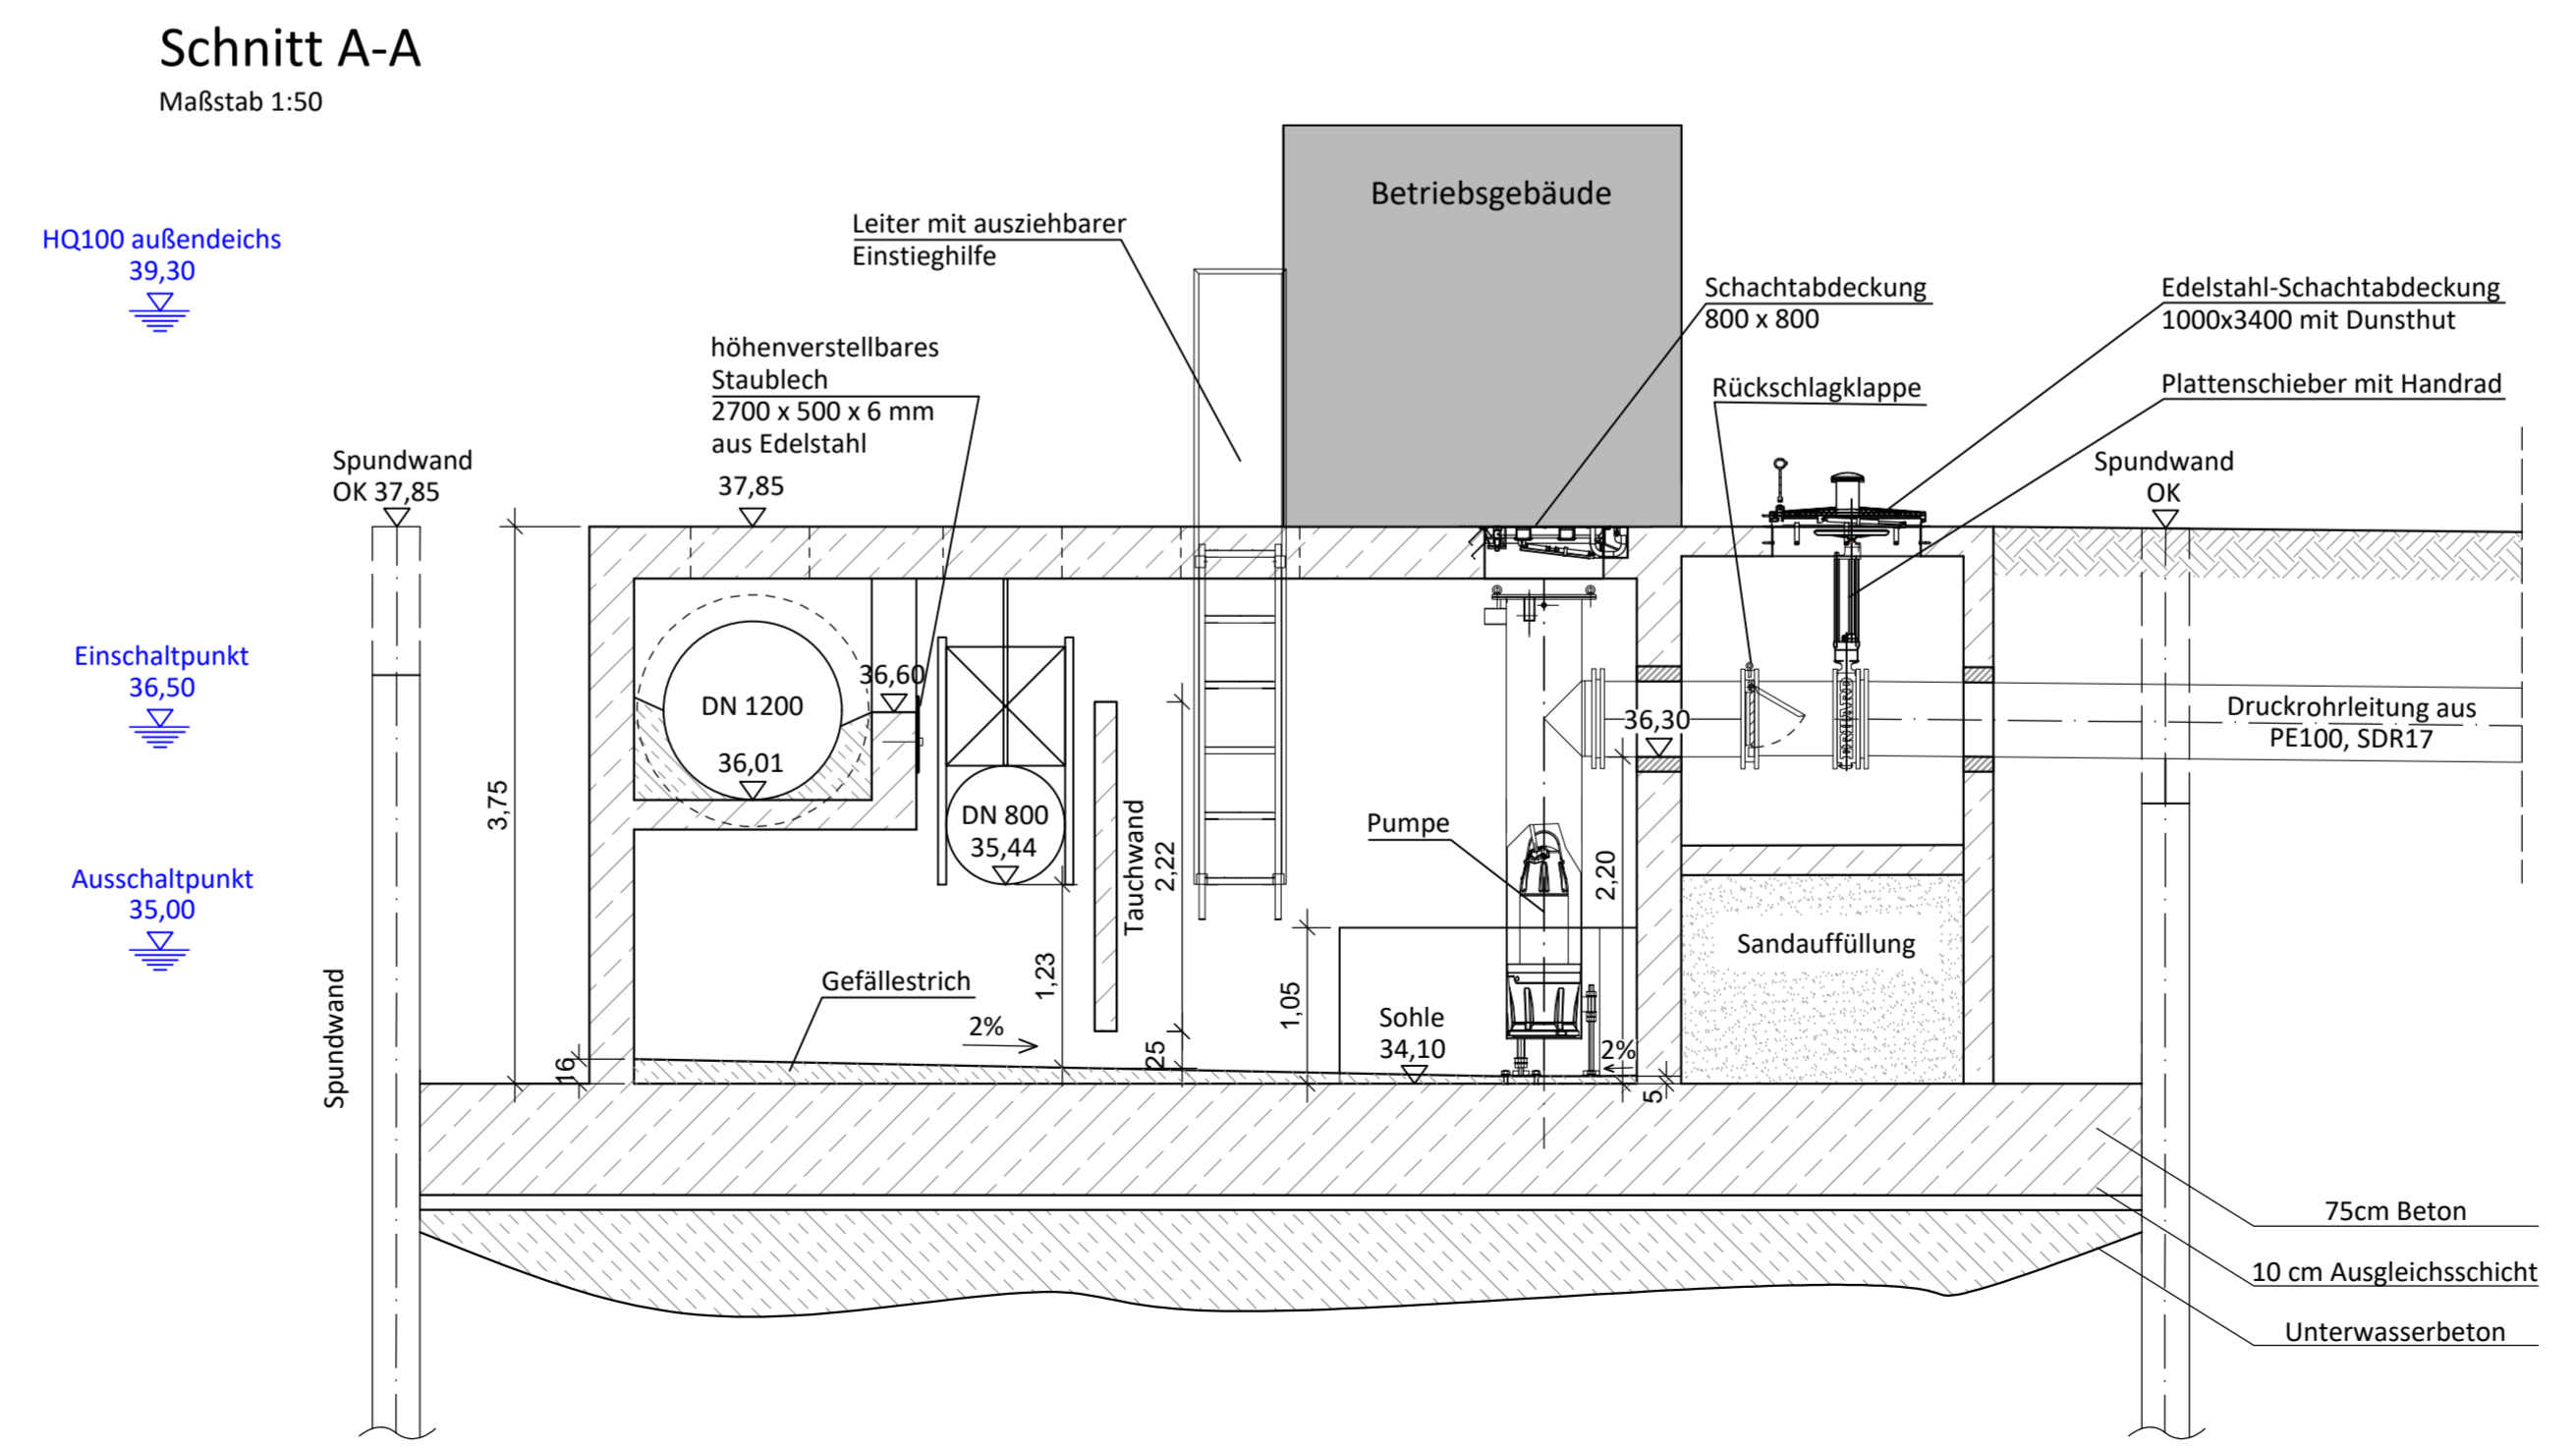 Schnitt A-A
Maßstab 1:50
HQ100 außendeichs
39,30
Einschaltpunkt
36,50
Ausschaltpunkt
35,00
Spundwand
OK 37,85
Spundwand
höhenverstellbares
Staublech
2700 x 500 x 6 mm
aus Edelstahl
37,85
Leiter mit ausziehbarer
Einstieghilfe
Betriebsgebäude
Schachtabdeckung
800 x 800
Rückschlagklappe
Edelstahl-Schachtabdeckung
1000x3400 mit Dunsthut
Plattenschieber mit Handrad
Spundwand
OK
36,60
DN 1200
36,01
DN 800
35,44
Tauchwand
2,22
3,75
1,23
25
16
1,05
2,20
5
36,30
Druckrohrleitung aus
PE100, SDR17
Pumpe
Sandauffüllung
Gefällestrich
2%
Sohle
34,10
2%
75cm Beton
10 cm Ausgleichsschicht
Unterwasserbeton